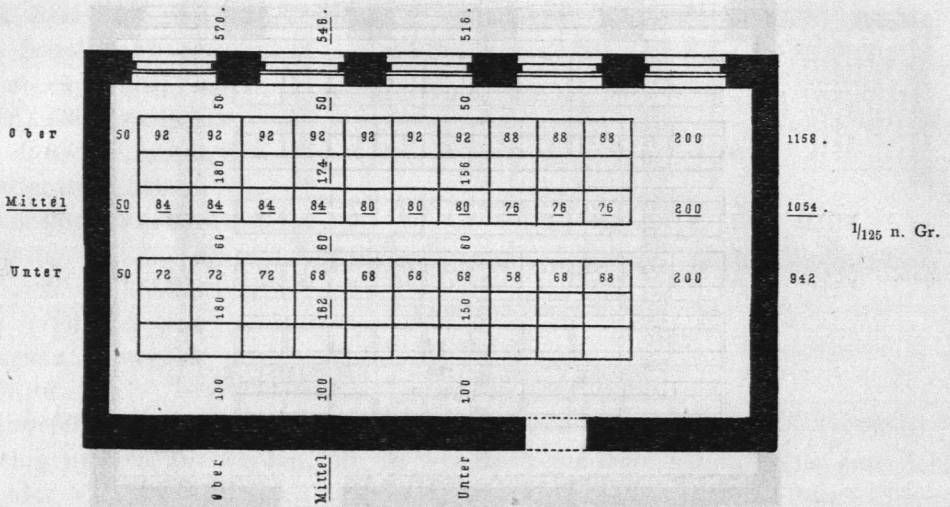 570 546 516
50 50 50
Ober 50 92 92 92 92 92 92 92 88 88 88 200 1158.
180 174 156
Mittel 50 84 84 84 84 80 80 80 76 76 76 200 1054.
1/125 n. Gr.
60 60 60
Unter 50 72 72 72 68 68 68 68 58 68 68 200 942
180 162 150
100 100 100
Ober Mittel Unter